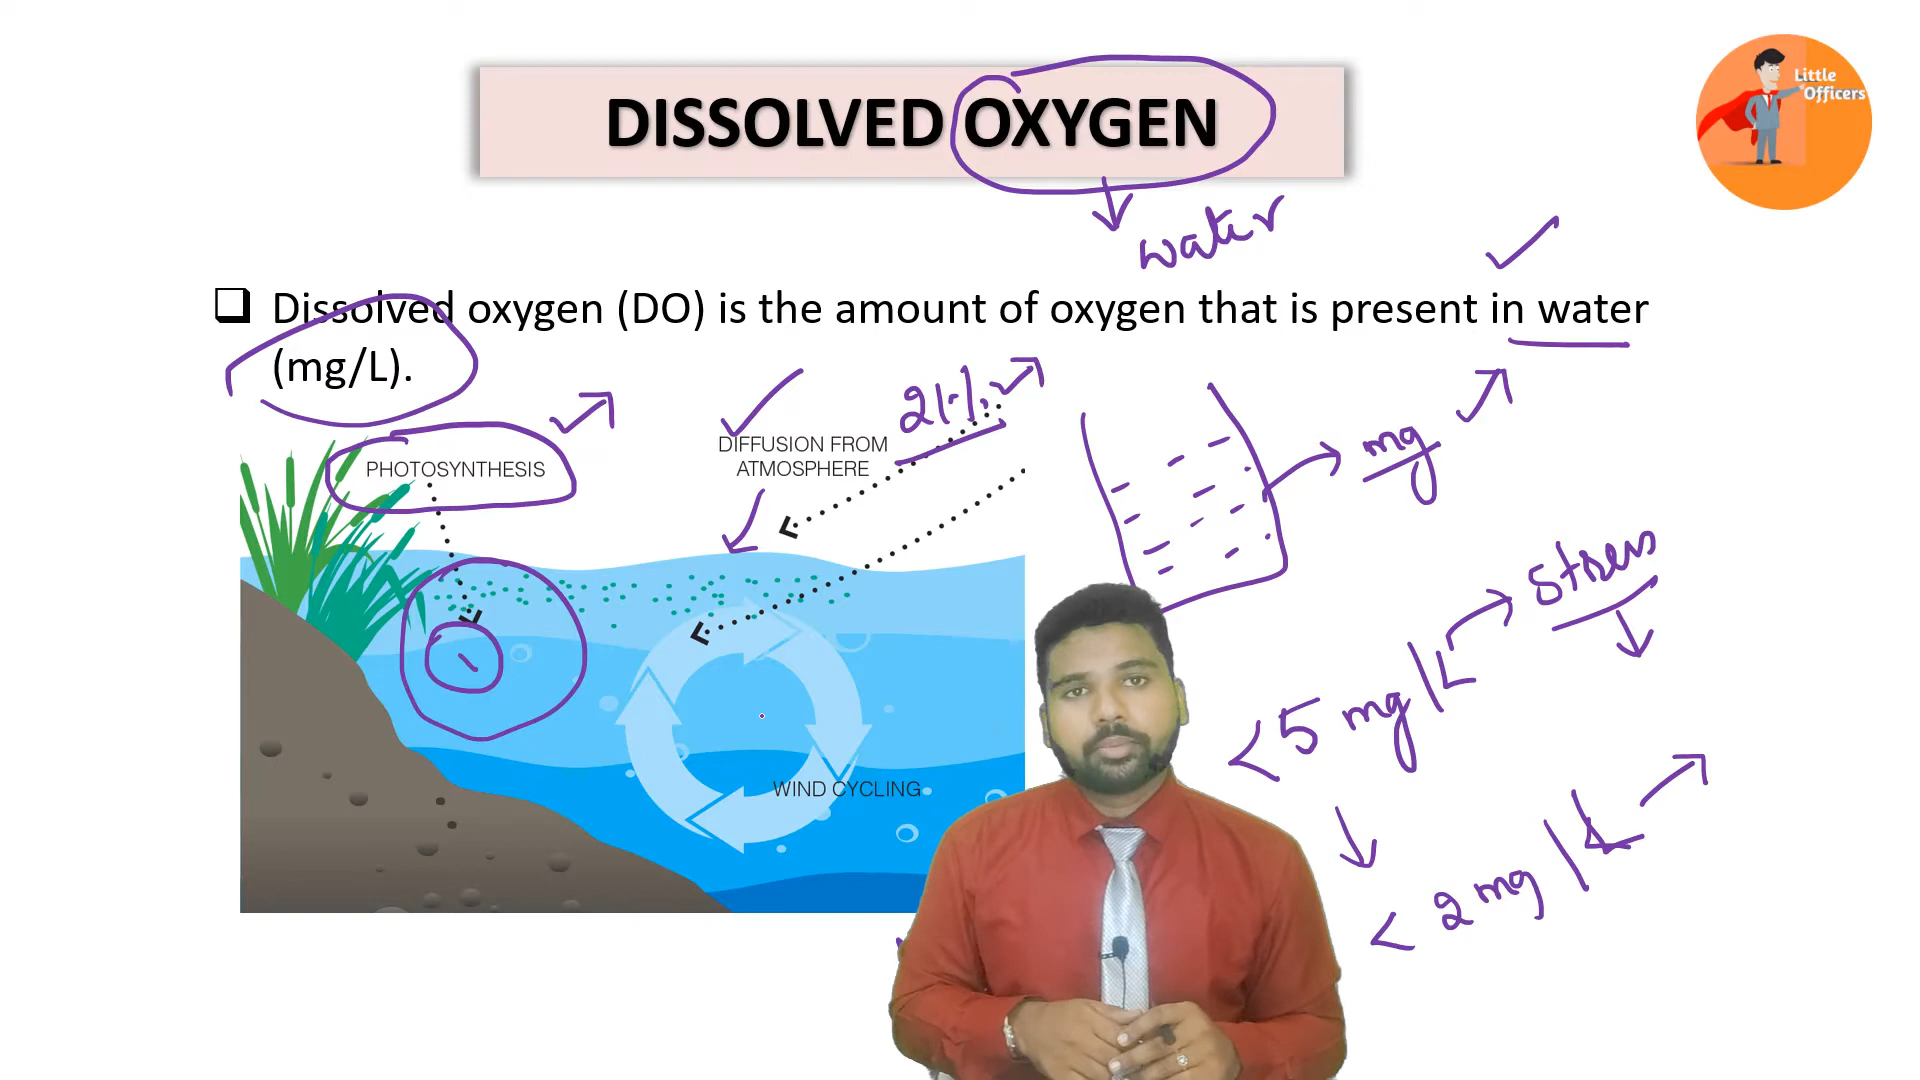 Little
Officers
DISSOLVED OXYGEN
water
❑ Dissolved oxygen (DO) is the amount of oxygen that is present in water
(mg/L).
21%
mg
PHOTOSYNTHESIS
DIFFUSION FROM
ATMOSPHERE
Stress
<5 mg/L
WIND CYCLING
<2 mg/L